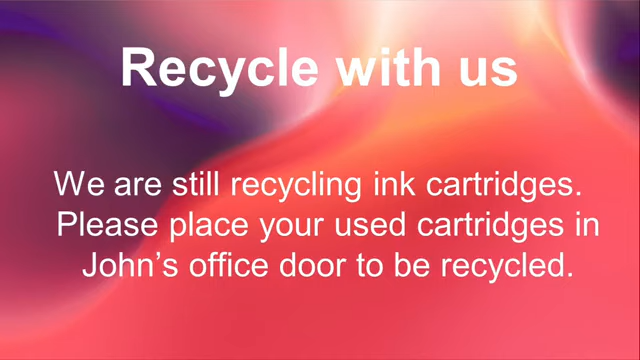 Recycle with us
We are still recycling ink cartridges.
Please place your used cartridges in
John’s office door to be recycled.